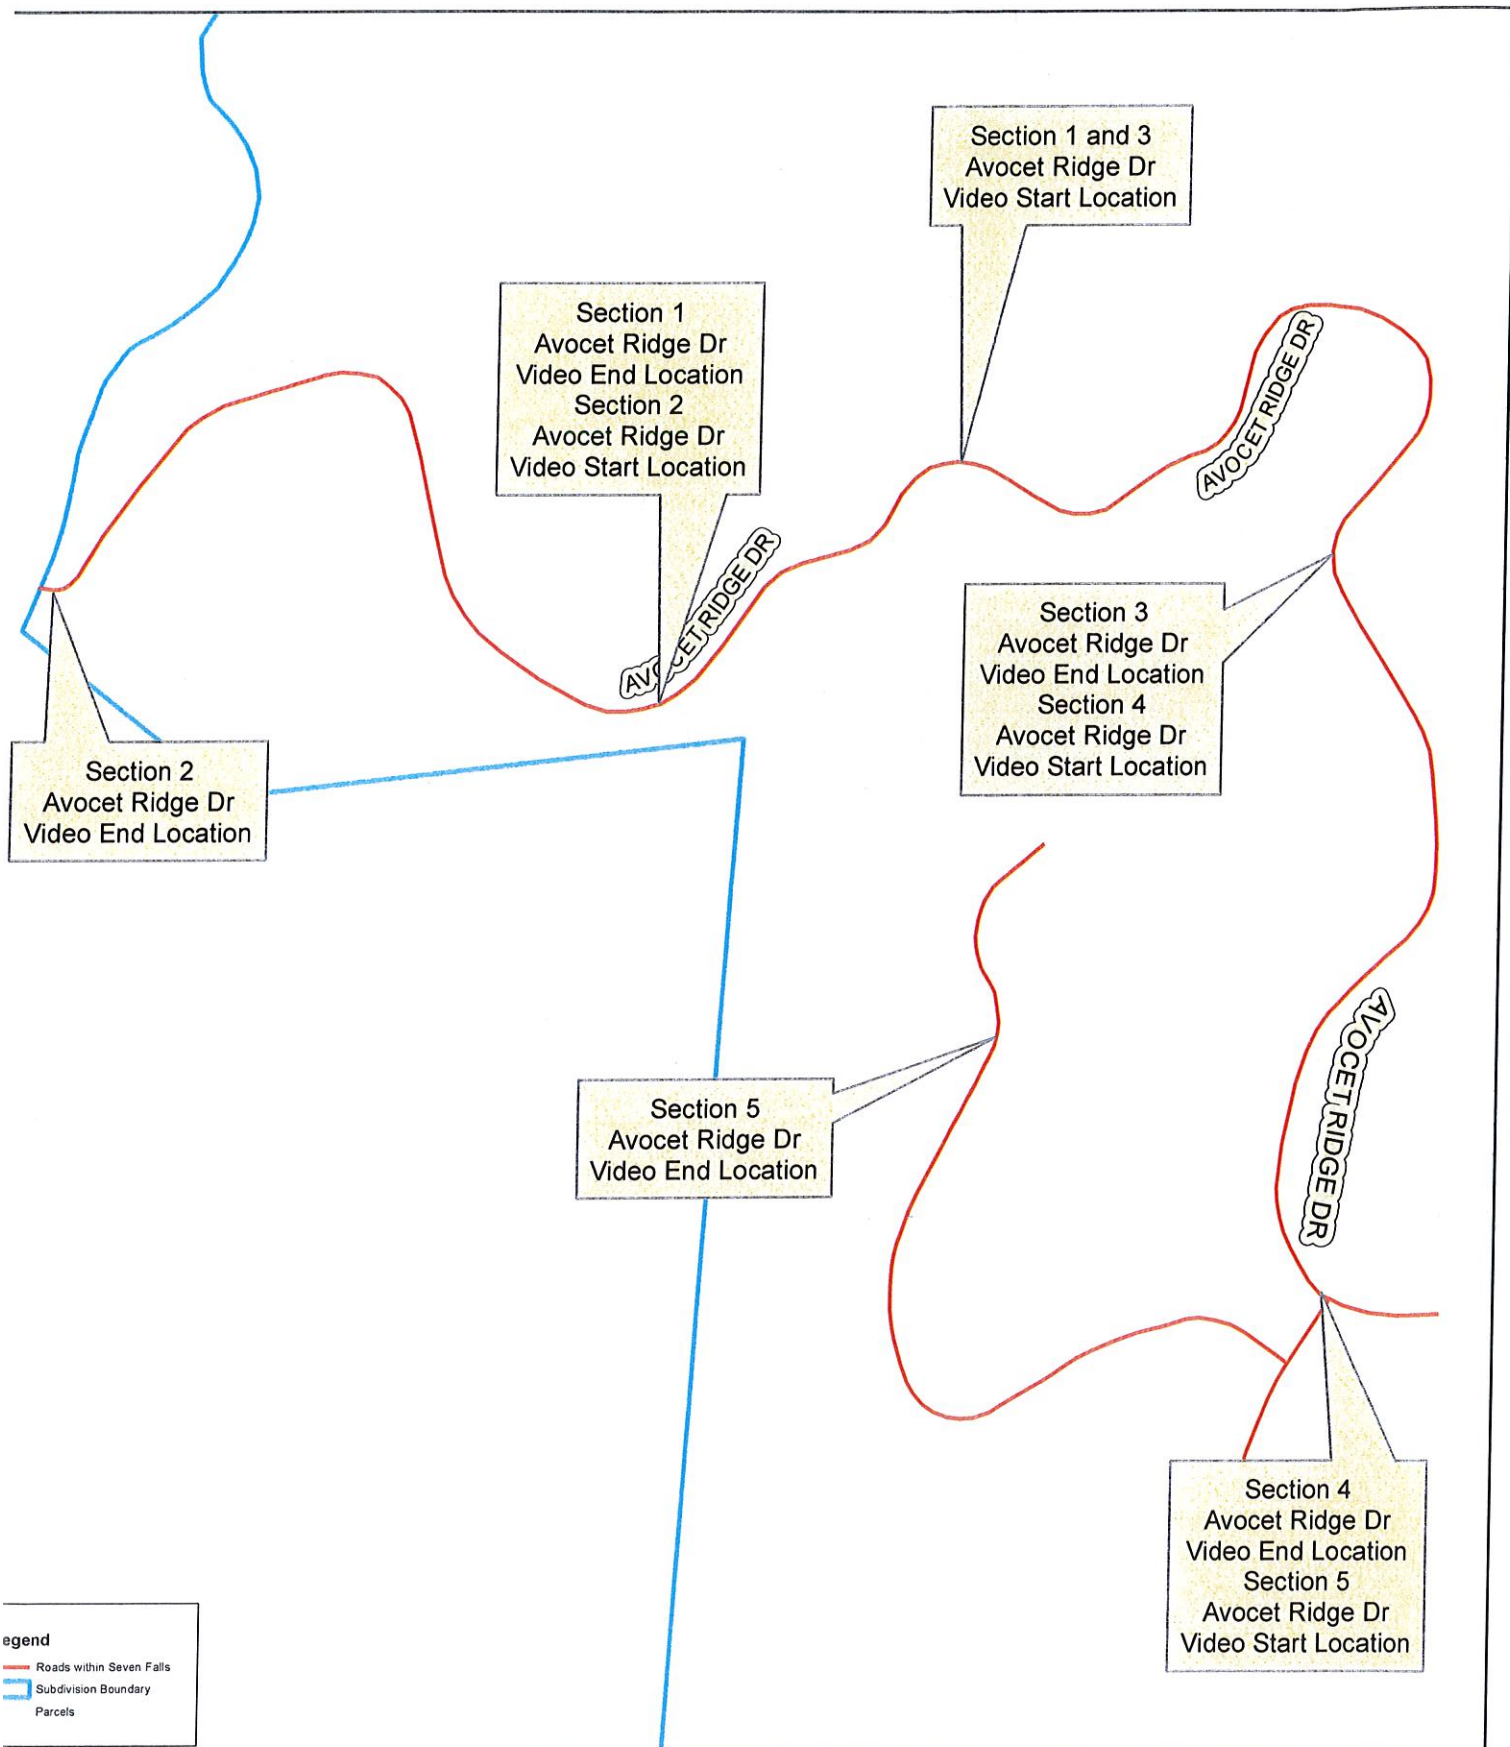 Section 1 and 3
Avocet Ridge Dr
Video Start Location
Section 1
Avocet Ridge Dr
Video End Location
Section 2
Avocet Ridge Dr
Video Start Location
AVOCET RIDGE DR
AVOCET RIDGE DR
Section 3
Avocet Ridge Dr
Video End Location
Section 4
Avocet Ridge Dr
Video Start Location
Section 2
Avocet Ridge Dr
Video End Location
AVOCET RIDGE DR
Section 5
Avocet Ridge Dr
Video End Location
Section 4
Avocet Ridge Dr
Video End Location
Section 5
Avocet Ridge Dr
Video Start Location
egend
Roads within Seven Falls
Subdivision Boundary
Parcels